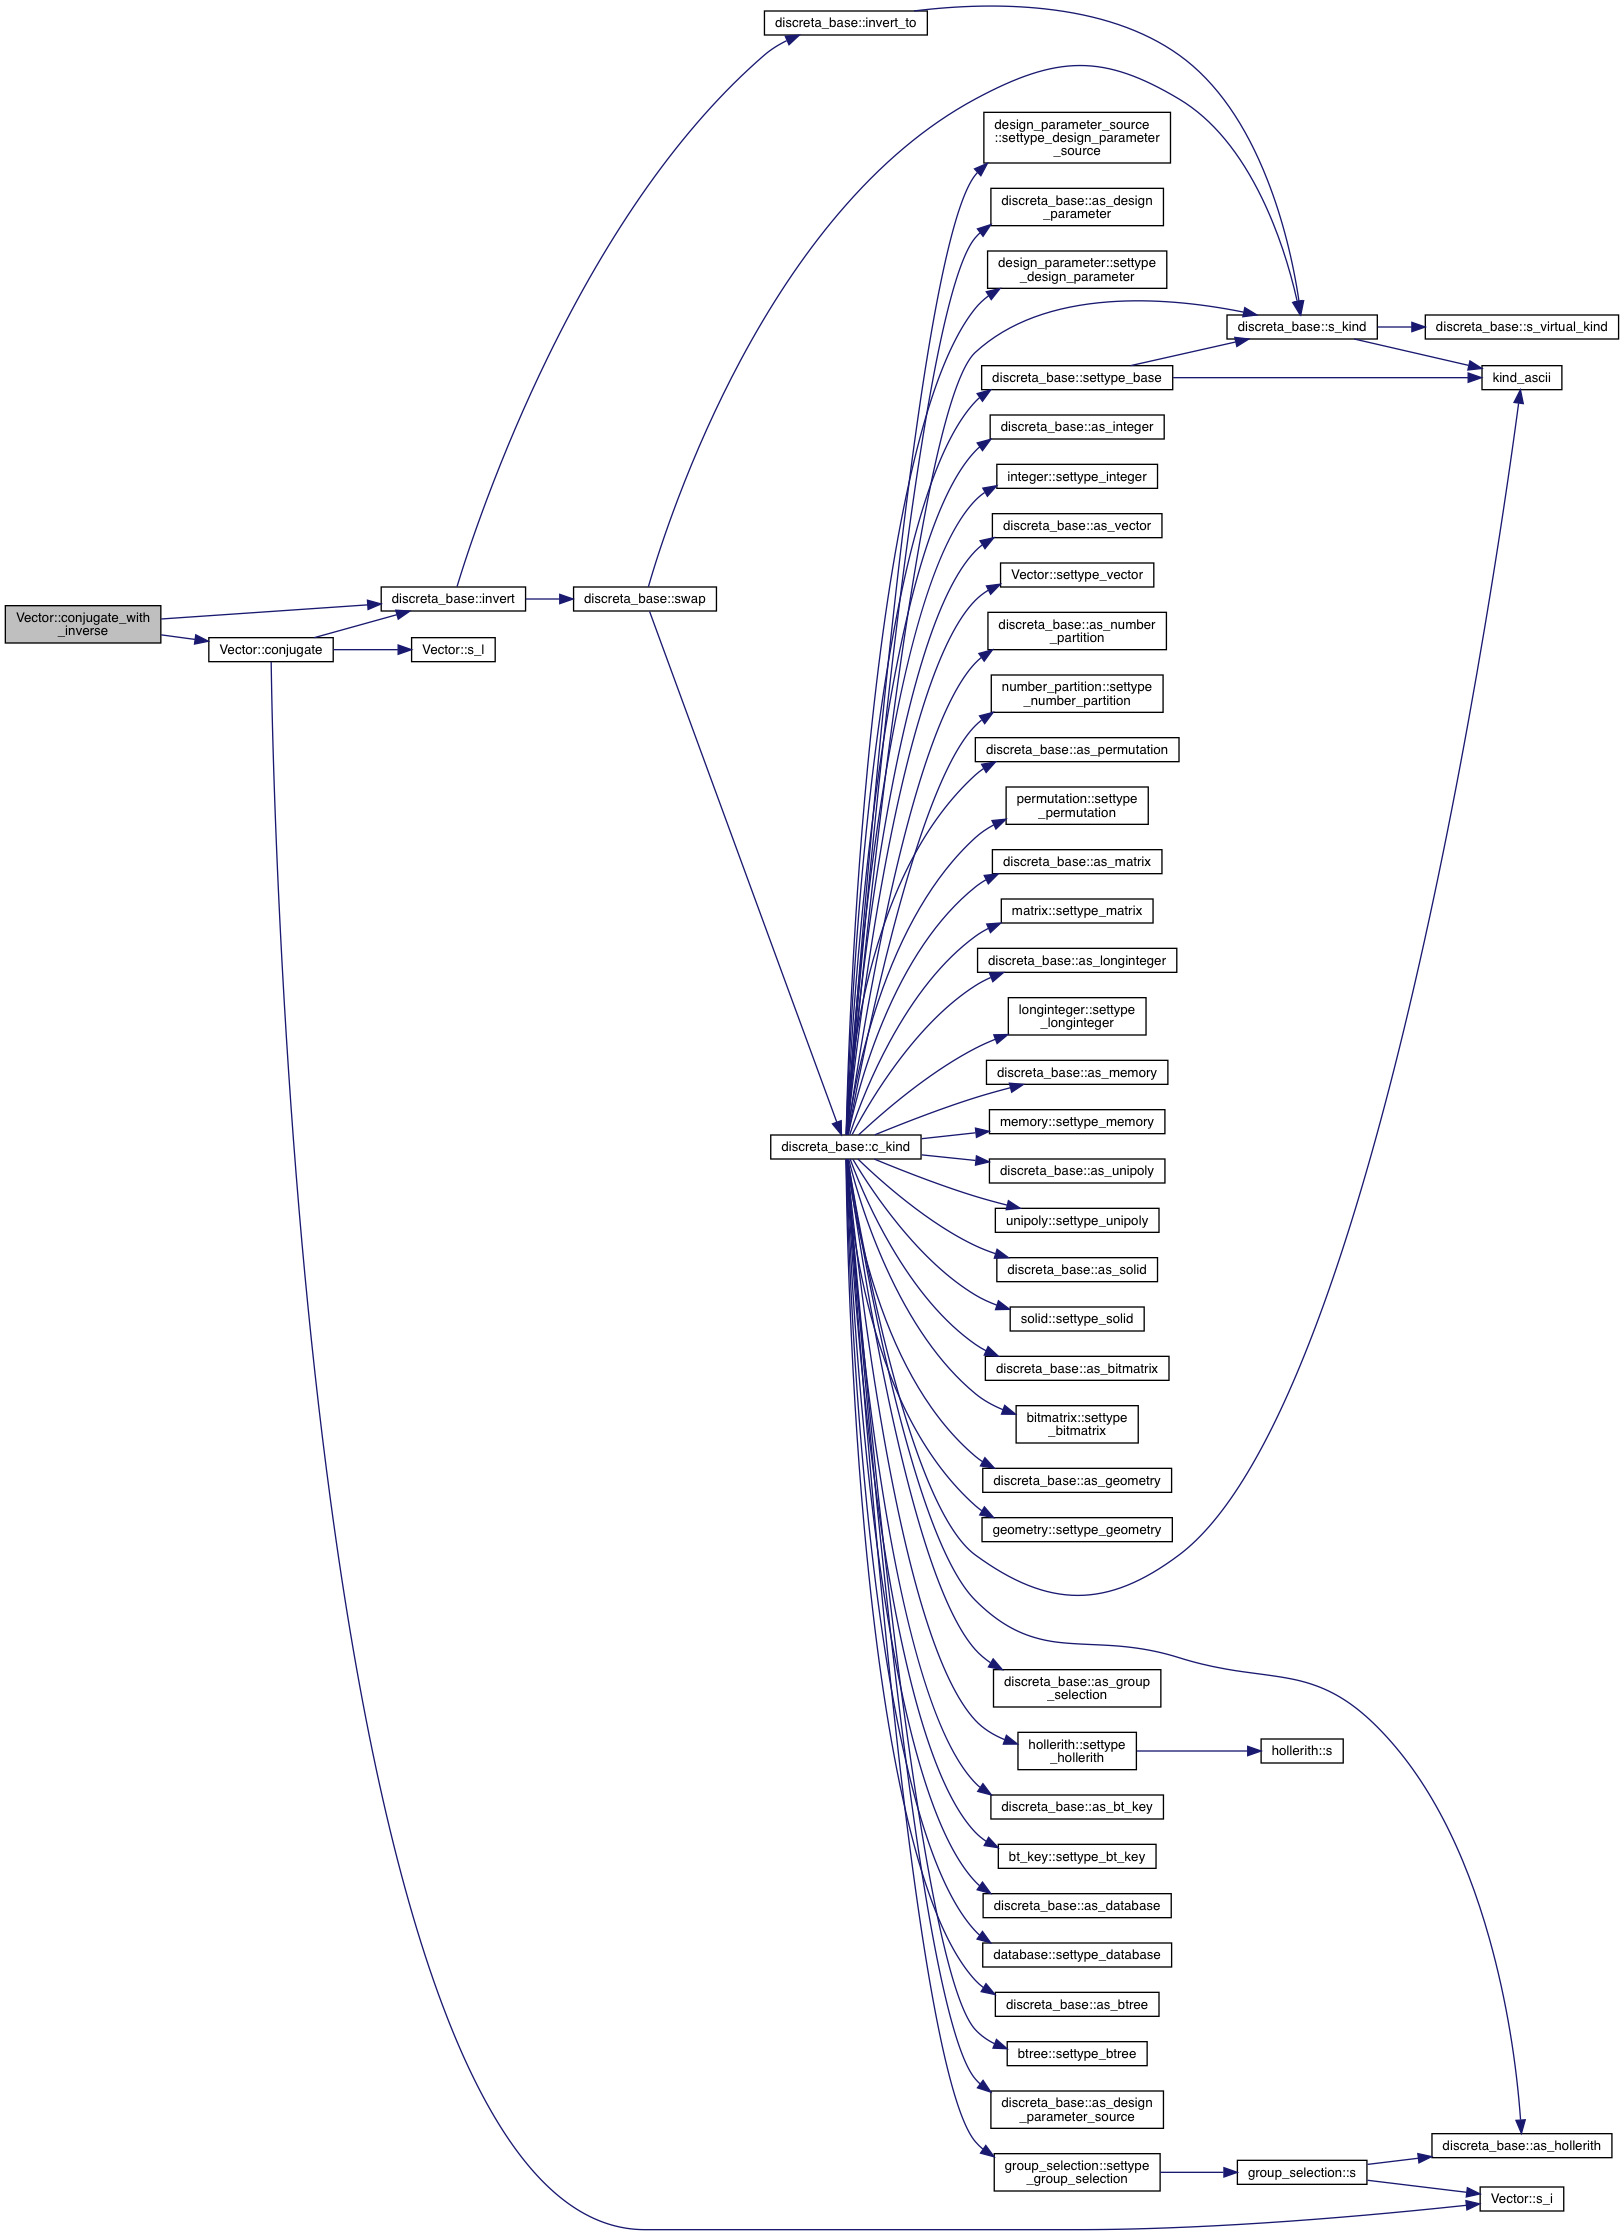 discreta_base::invert_to
design_parameter_source
::settype_design_parameter
_source
discreta_base::as_design
_parameter
design_parameter::settype
_design_parameter
discreta_base::s_kind
discreta_base::s_virtual_kind
discreta_base::settype_base
kind_ascii
discreta_base::as_integer
integer::settype_integer
discreta_base::as_vector
Vector::settype_vector
discreta_base::invert
discreta_base::swap
Vector::conjugate_with
_inverse
Vector::conjugate
Vector::s_l
discreta_base::as_number
_partition
number_partition::settype
_number_partition
discreta_base::as_permutation
permutation::settype
_permutation
discreta_base::as_matrix
matrix::settype_matrix
discreta_base::as_longinteger
longinteger::settype
_longinteger
discreta_base::as_memory
memory::settype_memory
discreta_base::c_kind
discreta_base::as_unipoly
unipoly::settype_unipoly
discreta_base::as_solid
solid::settype_solid
discreta_base::as_bitmatrix
bitmatrix::settype
_bitmatrix
discreta_base::as_geometry
geometry::settype_geometry
discreta_base::as_group
_selection
hollerith::settype
_hollerith
hollerith::s
discreta_base::as_bt_key
bt_key::settype_bt_key
discreta_base::as_database
database::settype_database
discreta_base::as_btree
btree::settype_btree
discreta_base::as_design
_parameter_source
discreta_base::as_hollerith
group_selection::settype
_group_selection
group_selection::s
Vector::s_i